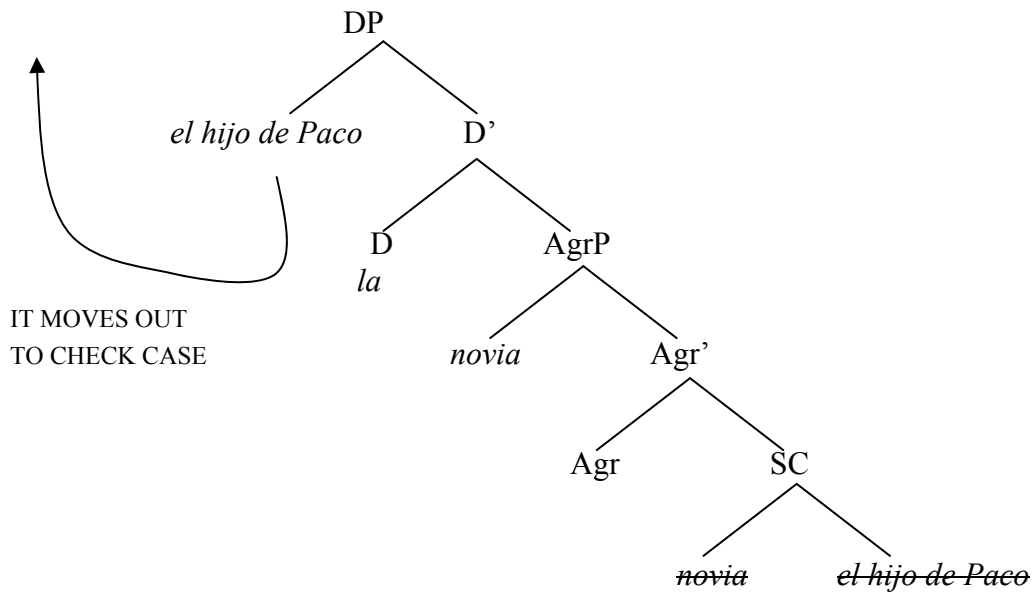 DP
el hijo de Paco D’
D AgrP
la
IT MOVES OUT
TO CHECK CASE novia Agr’
Agr SC
novia el hijo de Paco